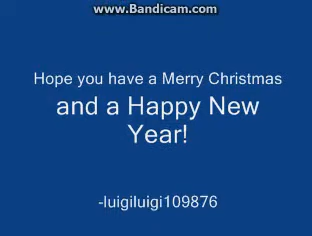 www.Bandicam.com
Hope you have a Merry Christmas
and a Happy New
Year!
-luigiluigi109876